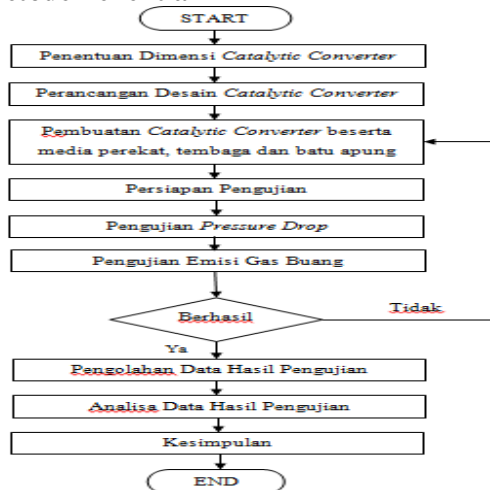 START
Penentuan Dimensi Catalytic Converter
Perancangan Desain Catalytic Converter
Pembuatan Catalytic Converter beserta
media perekat, tembaga dan batu apung
Persiapan Pengujian
Pengujian Pressure Drop
Pengujian Emisi Gas Buang
Berhasil
Tidak
Ya
Pengolahan Data Hasil Pengujian
Analisa Data Hasil Pengujian
Kesimpulan
END